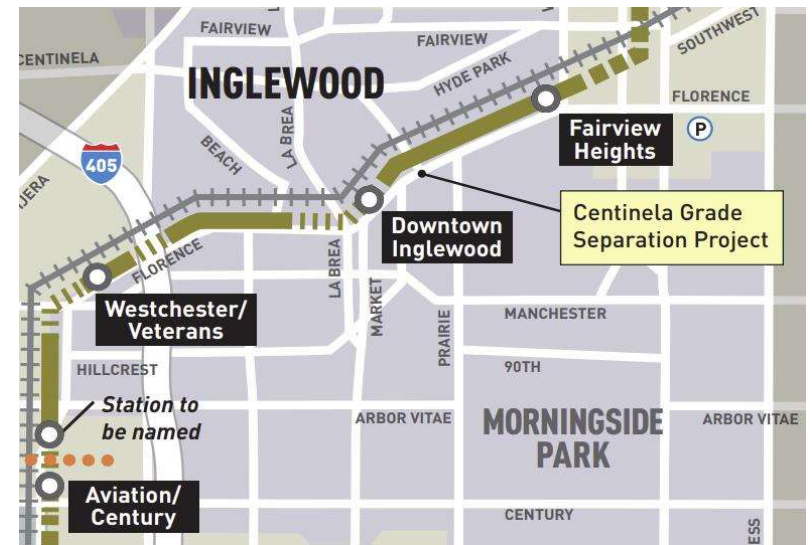 FAIRVIEW
FAIRVIEW
CENTINELA
SOUTHWEST
INGLEWOOD
HYDE PARK
FLORENCE
LA BREA
BEACH
P
Fairview
Heights
405
Centinela Grade
Separation Project
Downtown
Inglewood
FLORENCE
LA BREA
MARKET
Westchester/
Veterans
MANCHESTER
PRAIRIE
HILLCREST
90TH
Station to
be named
ARBOR VITAE
MORNINGSIDE
PARK
ARBOR VITAE
Aviation/
Century
CENTURY